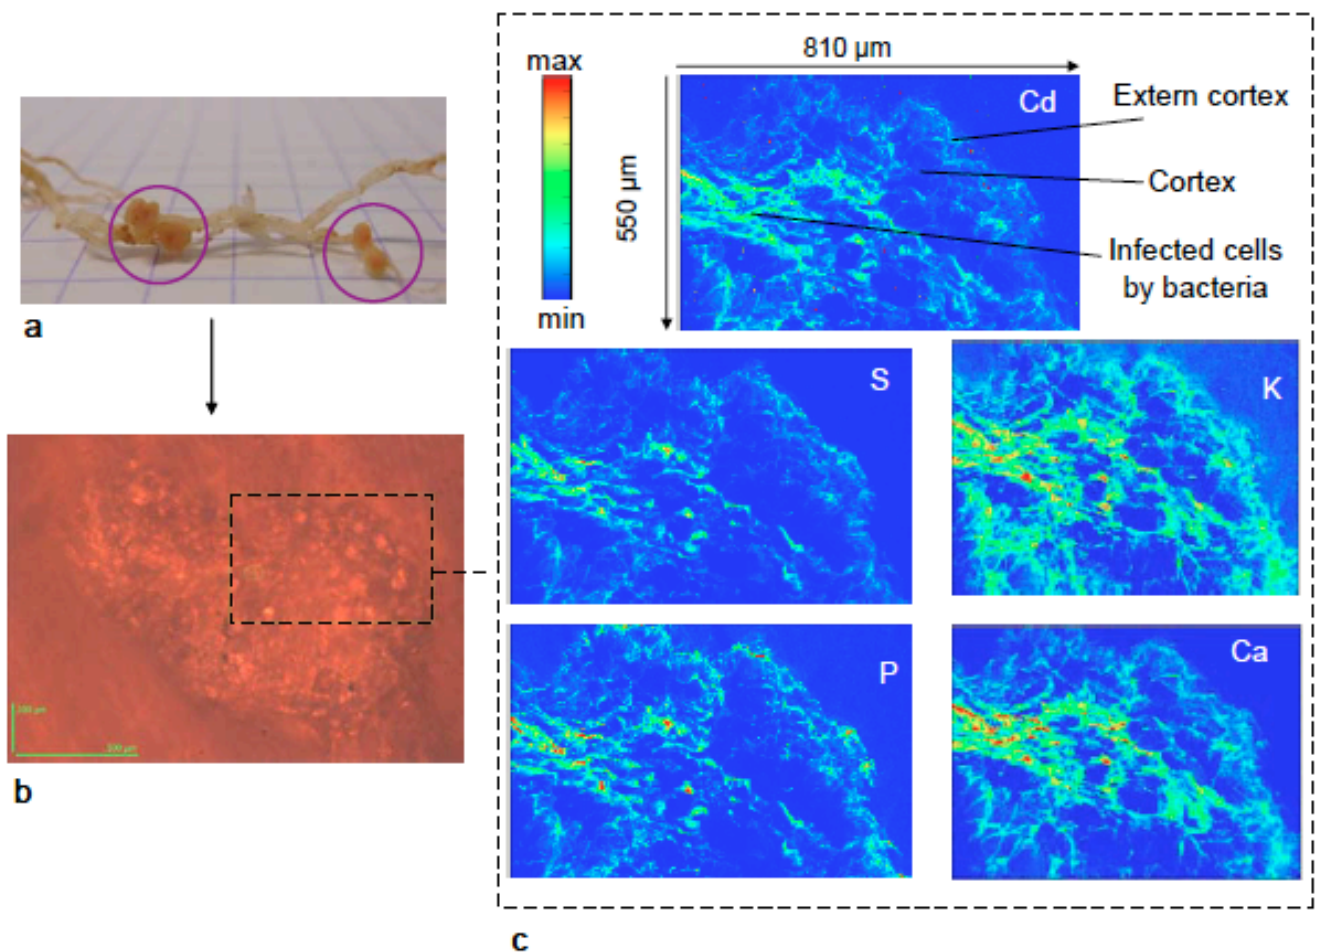 810 µm
max
Cd
Extern cortex
Cortex
550 µm
Infected cells
by bacteria
min
a
S
K
P
Ca
b
c